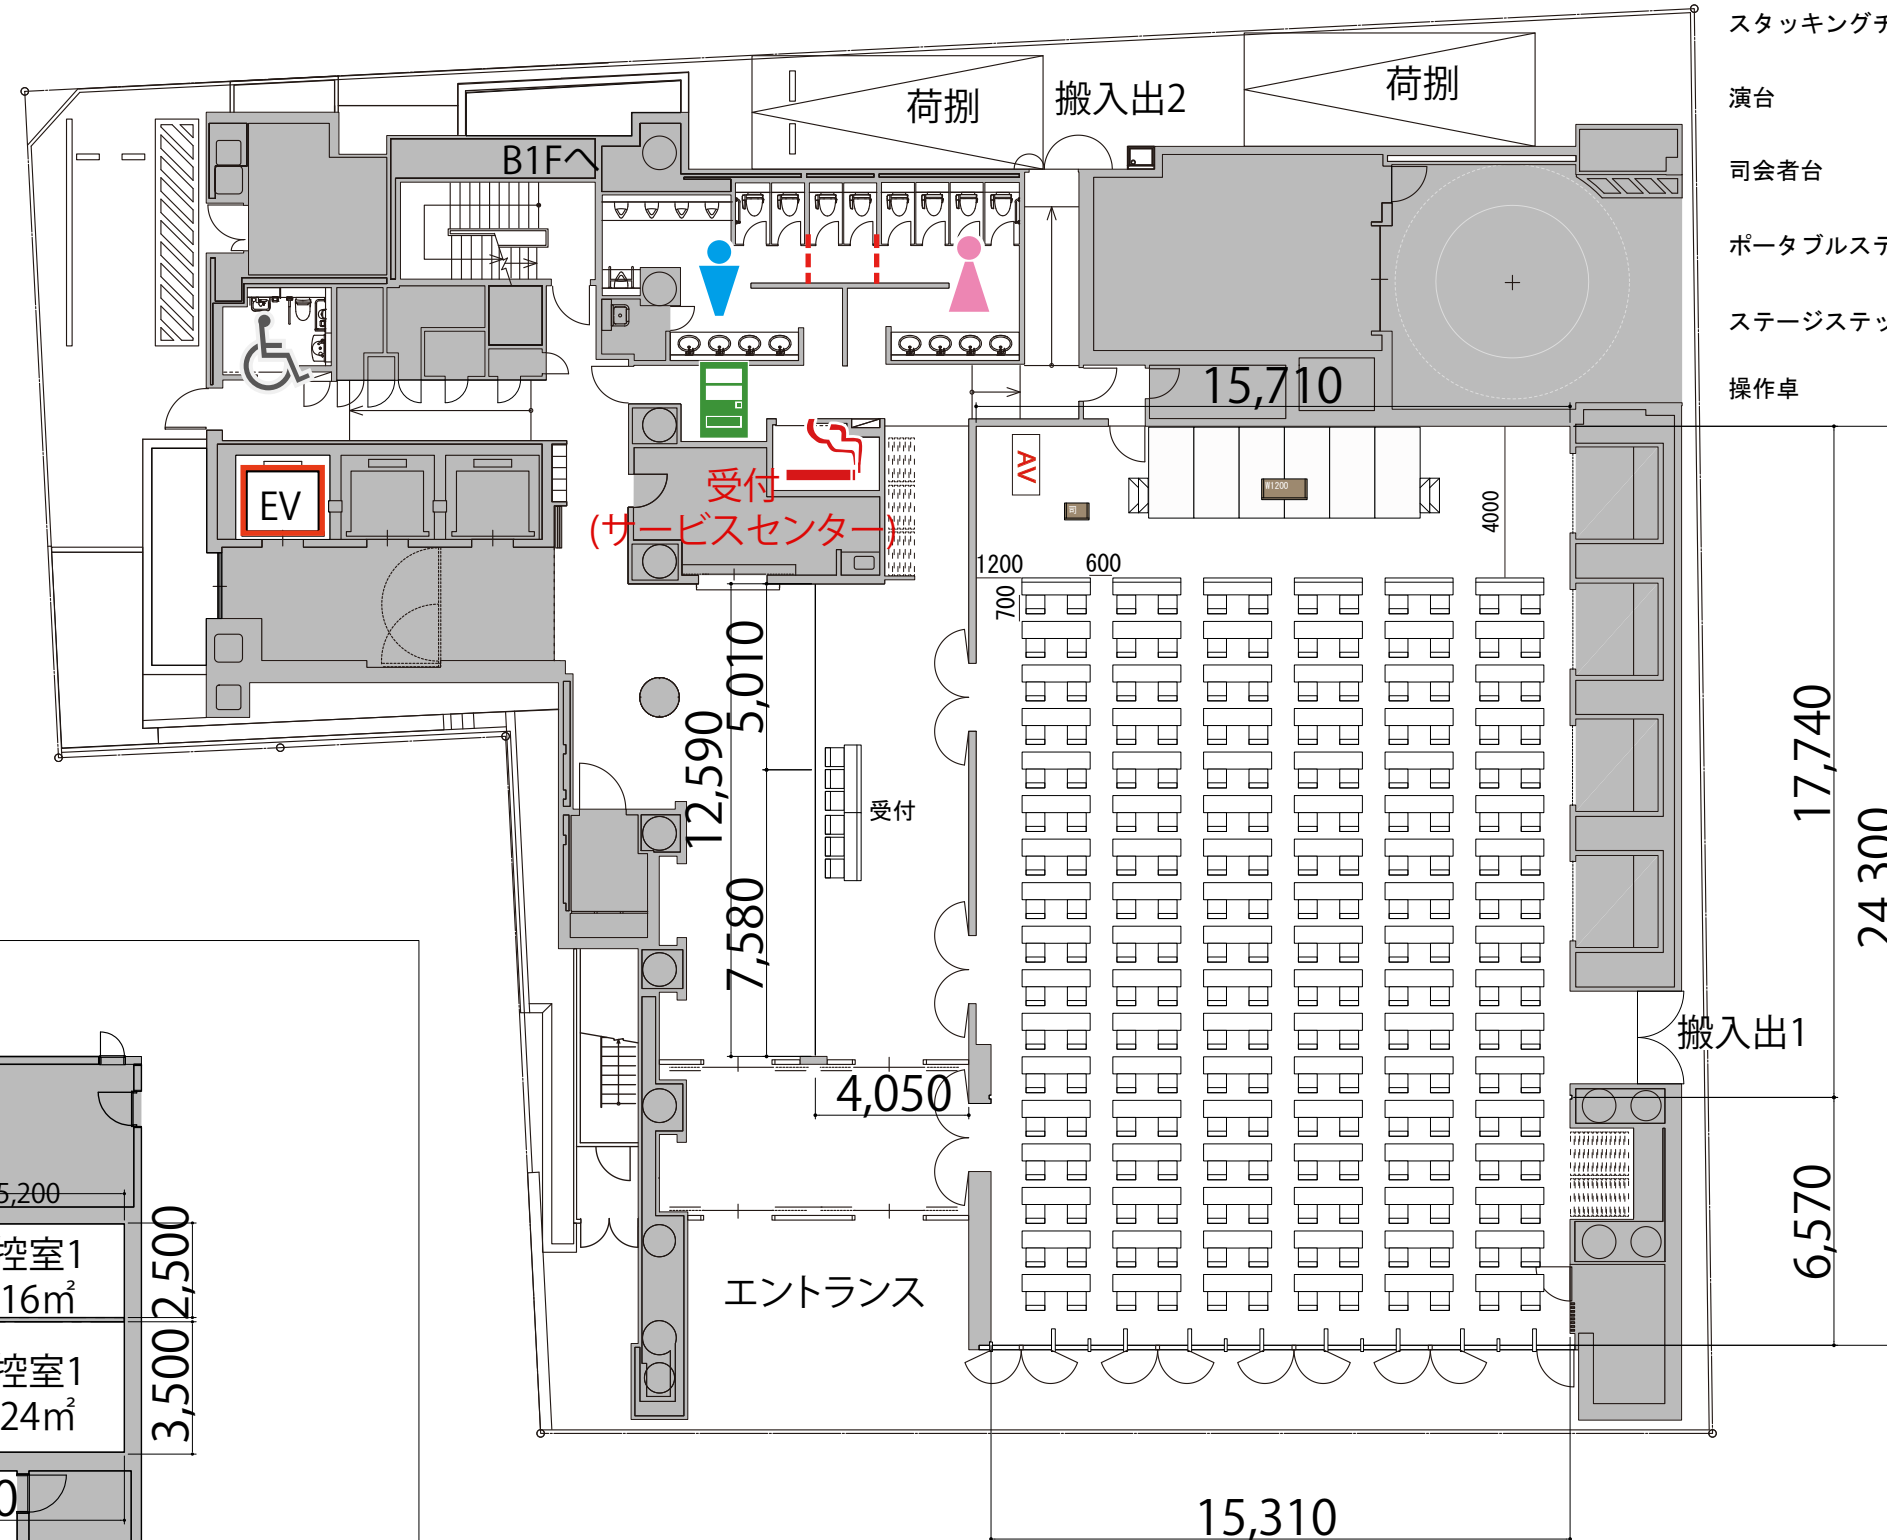 スタッキングチ
荷捌
搬入出2
荷捌
演台
B1Fへ
司会者台
ポータブルステ
ステージステッ
15,710
操作卓
AV
受付
(サービスセンター)
EV
W1200
司
4000
1200
600
700
5,010
12,590
17,740
受付
24,300
7,580
搬入出1
4,050
5,200
控室1
16㎡
2,500
6,570
エントランス
控室1
24㎡
3,500
0
15,310